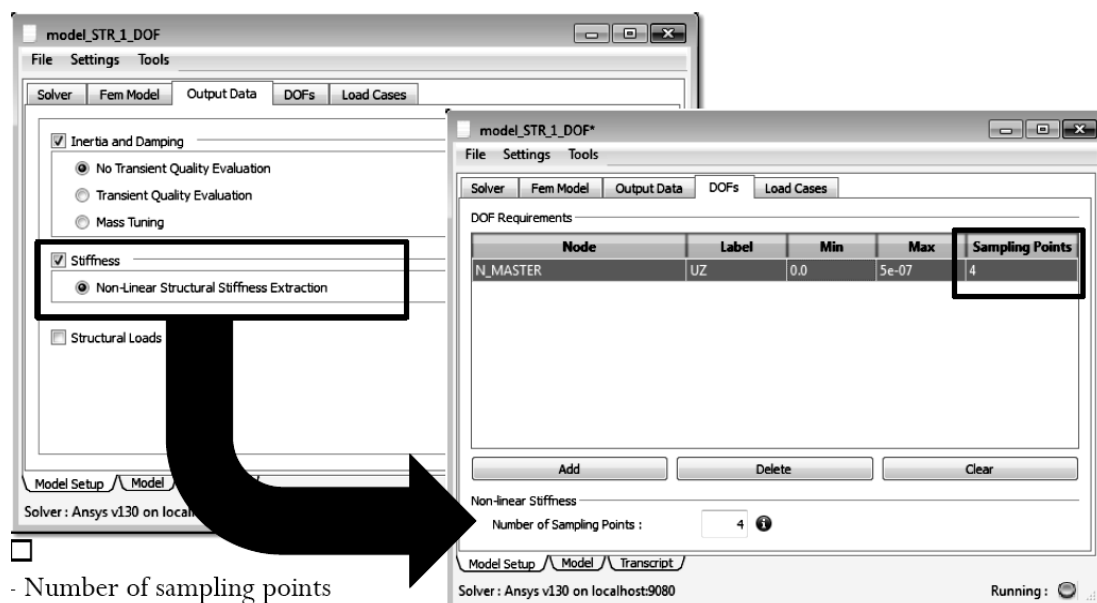 model_STR_1_DOF
File Settings Tools
Solver Fem Model Output Data DOFs Load Cases
Inertia and Damping
No Transient Quality Evaluation
Transient Quality Evaluation
Mass Tuning
Stiffness
Non-Linear Structural Stiffness Extraction
Structural Loads
Model Setup Model
Solver : Ansys v130 on
- Number of sampling points
model_STR_1_DOF*
File Settings Tools
Solver Fem Model Output Data DOFs Load Cases
DOF Requirements
Node Label Min Max Sampling Points
N_MASTER UZ 0.0 5e-07 4
Add Delete Clear
Non-linear Stiffness
Number of Sampling Points : 4
Model Setup Model Transcript
Solver : Ansys v130 on localhost:9080 Running :